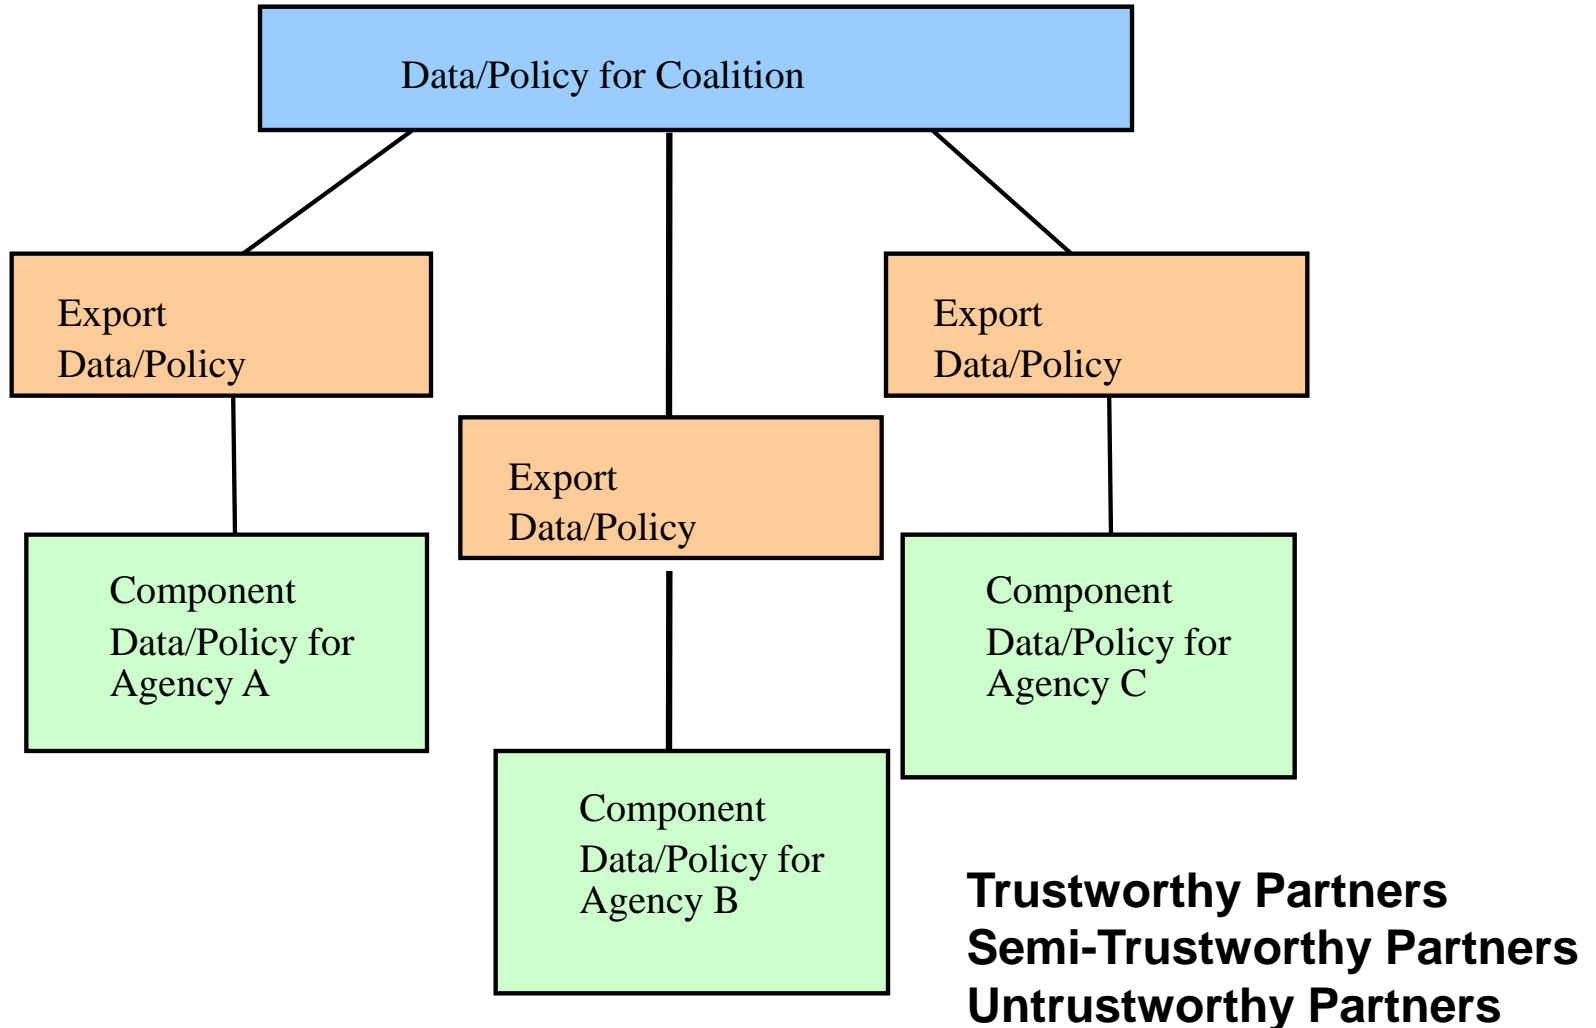 Data/Policy for Coalition
Export
Data/Policy
Export
Data/Policy
Export
Data/Policy
Component
Data/Policy for
Agency A
Component
Data/Policy for
Agency C
Component
Data/Policy for
Agency B
Trustworthy Partners
Semi-Trustworthy Partners
Untrustworthy Partners